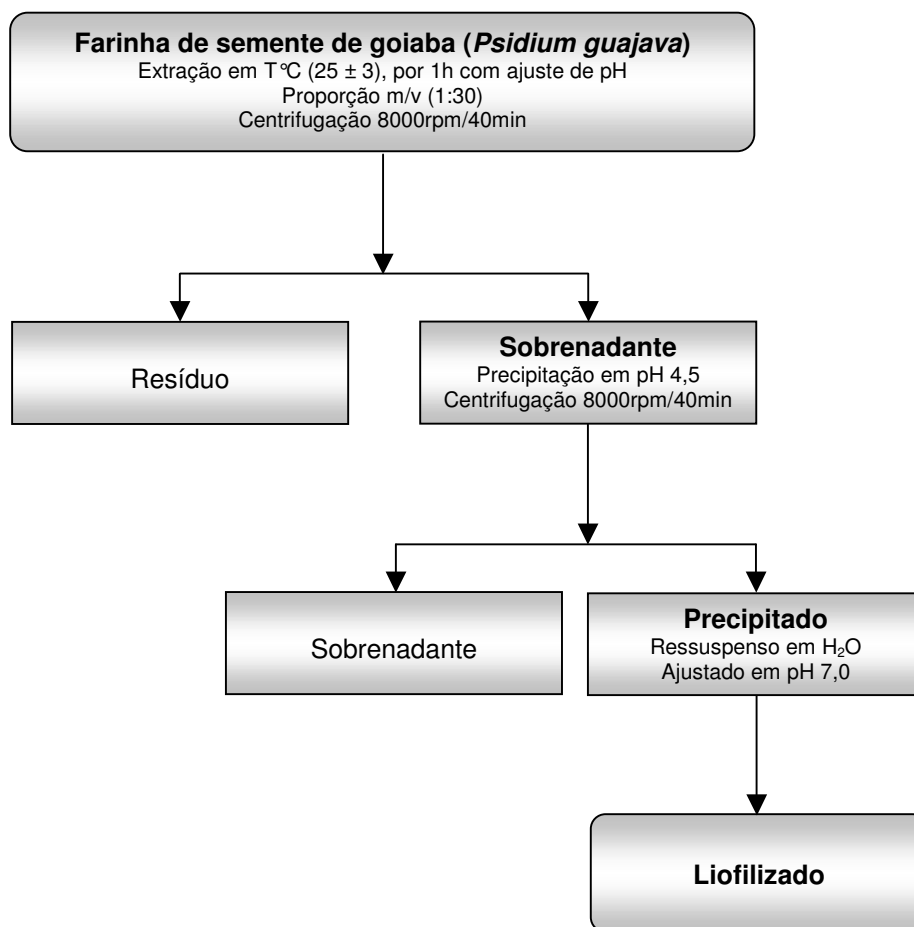 Farinha de semente de goiaba (Psidium guajava)
Extração em T°C (25 ± 3), por 1h com ajuste de pH
Proporção m/v (1:30)
Centrifugação 8000rpm/40min
Resíduo
Sobrenadante
Precipitação em pH 4,5
Centrifugação 8000rpm/40min
Sobrenadante
Precipitado
Ressuspenso em H₂O
Ajustado em pH 7,0
Liofilizado